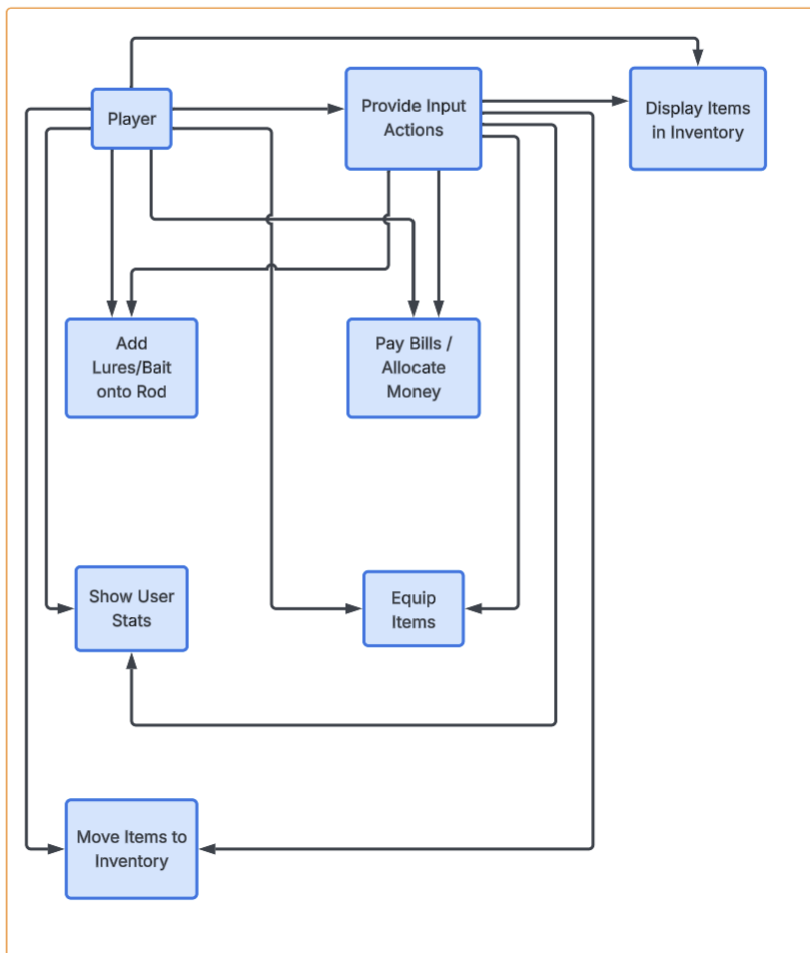 Player
Provide Input
Actions
Display Items
in Inventory
Add
Lures/Bait
onto Rod
Pay Bills /
Allocate
Money
Show User
Stats
Equip
Items
Move Items to
Inventory